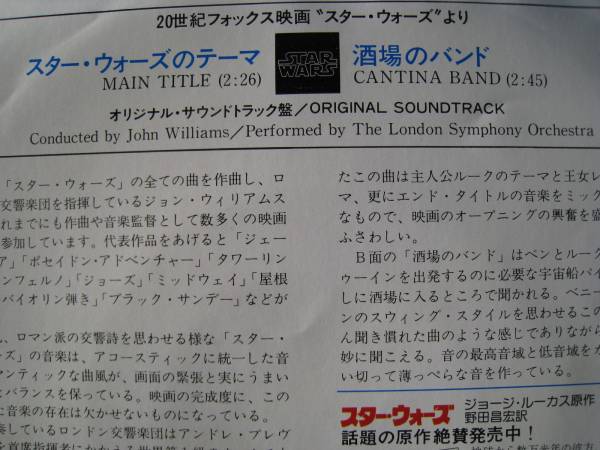 20世紀フォックス映画〝スター・ウォーズ〟より
スター・ウォーズのテーマ
MAIN TITLE (2:26)
STAR WARS
酒場のバンド
CANTINA BAND (2:45)
オリジナル・サウンドトラック盤／ORIGINAL SOUNDTRACK
Conducted by John Williams／Performed by The London Symphony Orchestra
「スター・ウォーズ」の全ての曲を作曲し、ロ
交響楽団を指揮しているジョン・ウィリアムス
れまでにも作曲や音楽監督として数多くの映画
参加しています。代表作品をあげると「ジェー
ア」「ポセイドン・アドベンチャー」「タワーリン
ンフェルノ」「ジョーズ」「ミッドウェイ」「屋根
バイオリン弾き」「ブラック・サンデー」などが
、ロマン派の交響詩を思わせる様な「スター・
ーズ」の音楽は、アコースティックに統一した音
マンティックな曲風が、画面の緊張と実にうまい
とバランスを保っている。映画の完成度に、この
に音楽の存在は欠かせないものになっている。
奏しているロンドン交響楽団はアンドレ・プレヴ
たこの曲は主人公ルークのテーマと王女レ
マ、更にエンド・タイトルの音楽をミック
なもので、映画のオープニングの興奮を盛
ふさわしい。
B面の「酒場のバンド」はベンとルーク
ゥーインを出発するのに必要な宇宙船パイ
しに酒場に入るところで聞かれる。ベニー
ンのスウィング・スタイルを思わせるこの
ん聞き慣れた曲のような感じでありながら
妙に聞こえる。音の最高音域と低音域をか
い切って薄っぺらな音を作っている。
スター・ウォーズ
ジョージ・ルーカス原作
野田昌宏訳
話題の原作絶賛発売中！